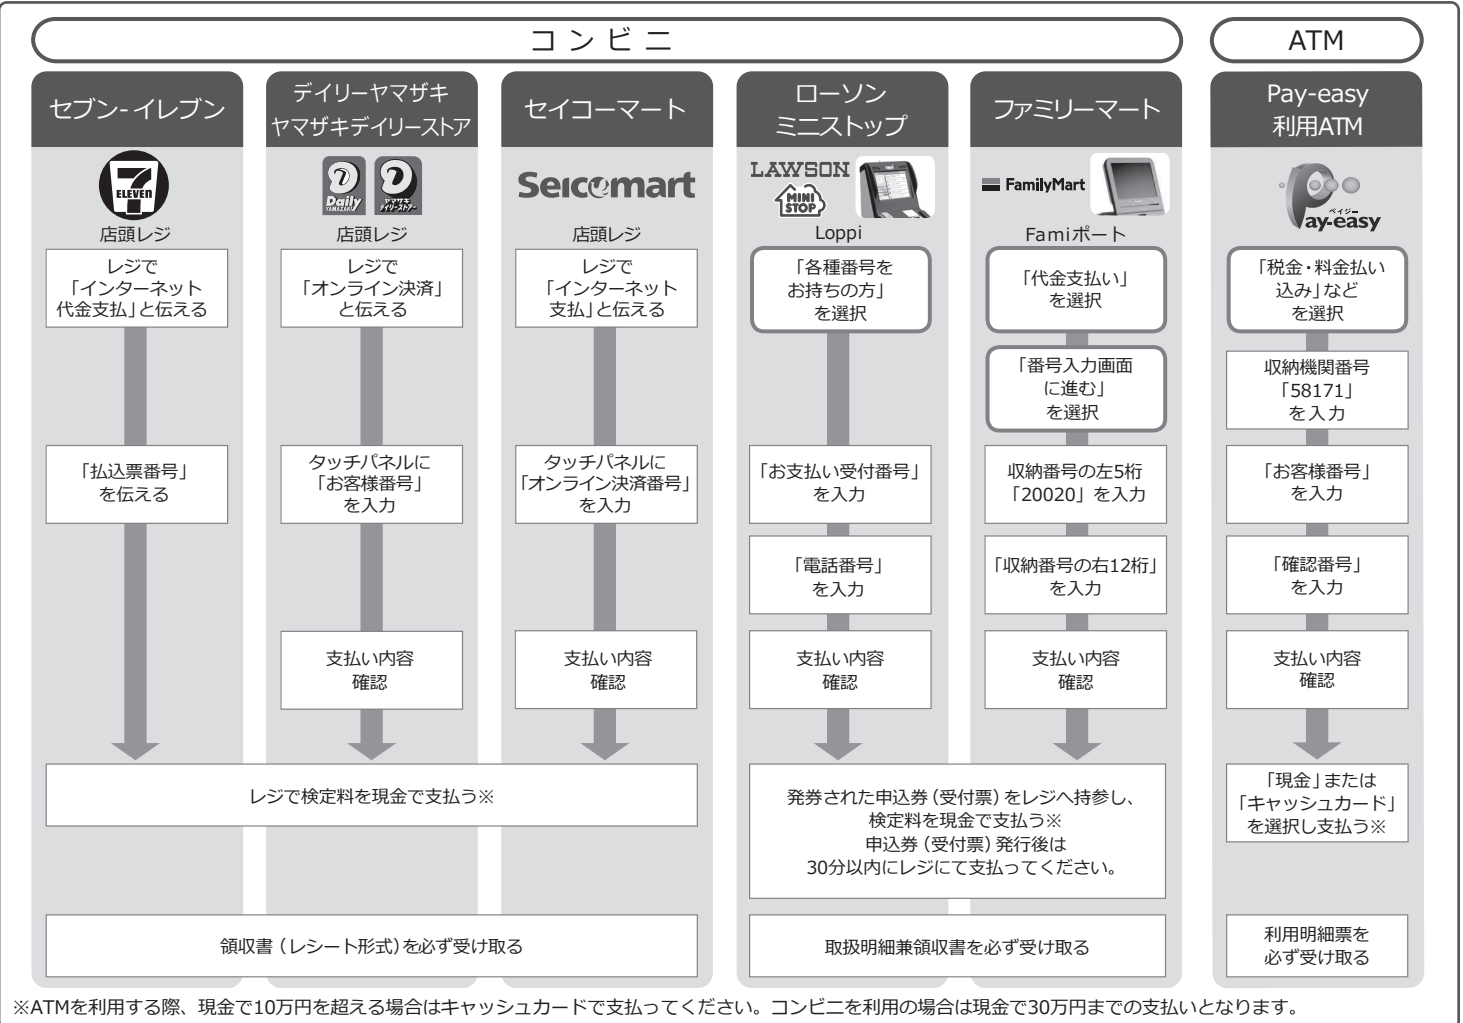 コンビニ
ATM
セブン-イレブン
ELEVEN
店頭レジ
レジで
「インターネット
代金支払」と伝える
「払込票番号」
を伝える
デイリーヤマザキ
ヤマザキデイリーストア
Daily
YAMAZAKI
ヤマザキ
デイリーストアー
店頭レジ
レジで
「オンライン決済」
と伝える
タッチパネルに
「お客様番号」
を入力
支払い内容
確認
セイコーマート
Seicomart
店頭レジ
レジで
「インターネット
支払」と伝える
タッチパネルに
「オンライン決済番号」
を入力
支払い内容
確認
レジで検定料を現金で支払う※
領収書（レシート形式）を必ず受け取る
ローソン
ミニストップ
LAWSON
MINI
STOP
Loppi
「各種番号を
お持ちの方」
を選択
「お支払い受付番号」
を入力
「電話番号」
を入力
支払い内容
確認
ファミリーマート
FamilyMart
Famiポート
「代金支払い」
を選択
「番号入力画面
に進む」
を選択
収納番号の左5桁
「20020」を入力
「収納番号の右12桁」
を入力
支払い内容
確認
発券された申込券（受付票）をレジへ持参し、
検定料を現金で支払う※
申込券（受付票）発行後は
30分以内にレジにて支払ってください。
取扱明細兼領収書を必ず受け取る
Pay-easy
利用ATM
ペイジー
Pay-easy
「税金・料金払い
込み」など
を選択
収納機関番号
「58171」
を入力
「お客様番号」
を入力
「確認番号」
を入力
支払い内容
確認
「現金」または
「キャッシュカード」
を選択し支払う※
利用明細票を
必ず受け取る
※ATMを利用する際、現金で10万円を超える場合はキャッシュカードで支払ってください。コンビニを利用の場合は現金で30万円までの支払いとなります。